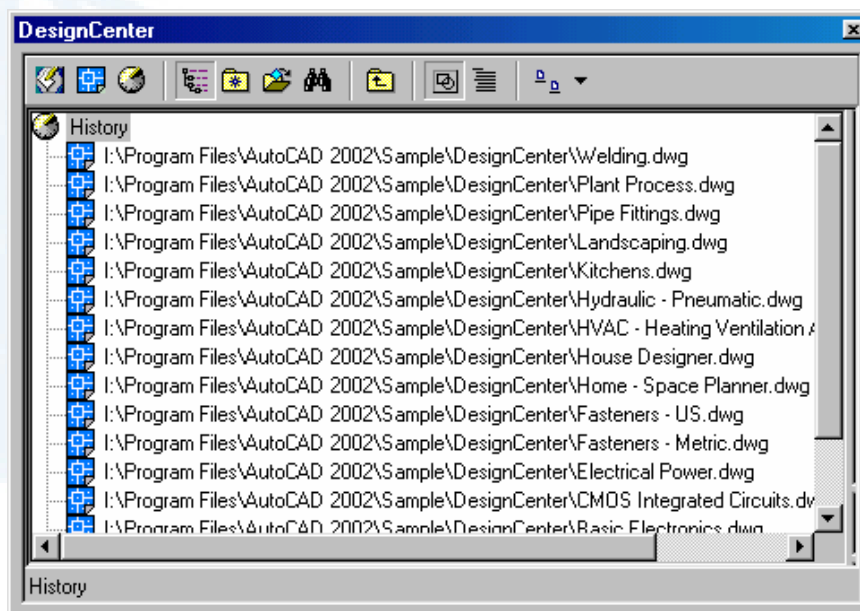 DesignCenter
History
I:\Program Files\AutoCAD 2002\Sample\DesignCenter\Welding.dwg
I:\Program Files\AutoCAD 2002\Sample\DesignCenter\Plant Process.dwg
I:\Program Files\AutoCAD 2002\Sample\DesignCenter\Pipe Fittings.dwg
I:\Program Files\AutoCAD 2002\Sample\DesignCenter\Landscaping.dwg
I:\Program Files\AutoCAD 2002\Sample\DesignCenter\Kitchens.dwg
I:\Program Files\AutoCAD 2002\Sample\DesignCenter\Hydraulic - Pneumatic.dwg
I:\Program Files\AutoCAD 2002\Sample\DesignCenter\HVAC - Heating Ventilation
I:\Program Files\AutoCAD 2002\Sample\DesignCenter\House Designer.dwg
I:\Program Files\AutoCAD 2002\Sample\DesignCenter\Home - Space Planner.dwg
I:\Program Files\AutoCAD 2002\Sample\DesignCenter\Fasteners - US.dwg
I:\Program Files\AutoCAD 2002\Sample\DesignCenter\Fasteners - Metric.dwg
I:\Program Files\AutoCAD 2002\Sample\DesignCenter\Electrical Power.dwg
I:\Program Files\AutoCAD 2002\Sample\DesignCenter\CMOS Integrated Circuits.dw
I:\Program Files\AutoCAD 2002\Sample\DesignCenter\Basic Electronics.dwg
History